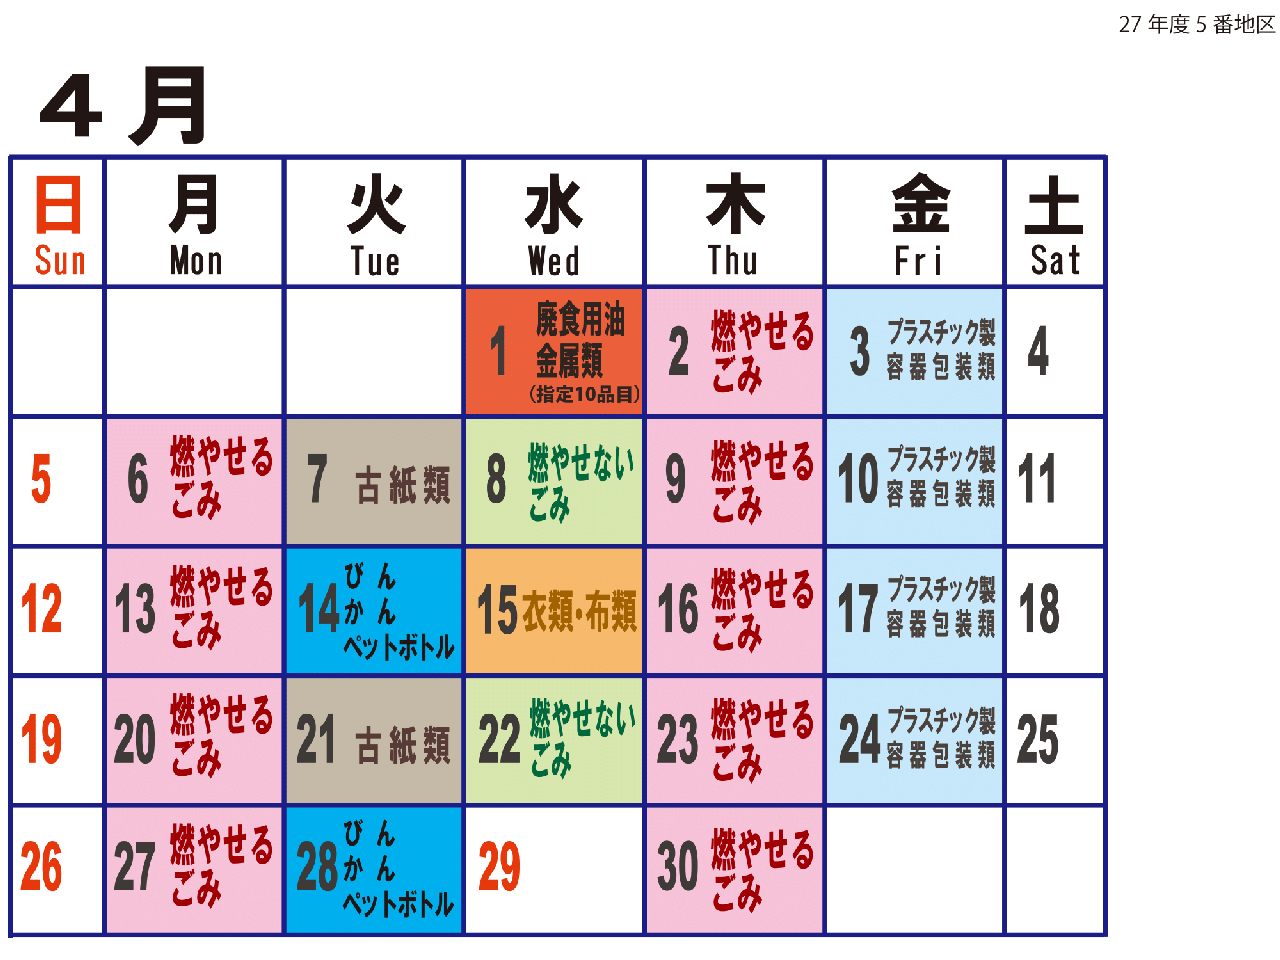 27 年度 5 番地区
4 月
日 月 火 水 木 金 土
Sun Mon Tue Wed Thu Fri Sat
1 廃食用油
金属類
(指定10品目)
2 燃やせる
ごみ
3 プラスチック製
容器包装類
4
5
6 燃やせる
ごみ
7 古紙類
8 燃やせない
ごみ
9 燃やせる
ごみ
10 プラスチック製
容器包装類
11
12
13 燃やせる
ごみ
14 びん
かん
ペットボトル
15 衣類・布類
16 燃やせる
ごみ
17 プラスチック製
容器包装類
18
19
20 燃やせる
ごみ
21 古紙類
22 燃やせない
ごみ
23 燃やせる
ごみ
24 プラスチック製
容器包装類
25
26
27 燃やせる
ごみ
28 びん
かん
ペットボトル
29
30 燃やせる
ごみ